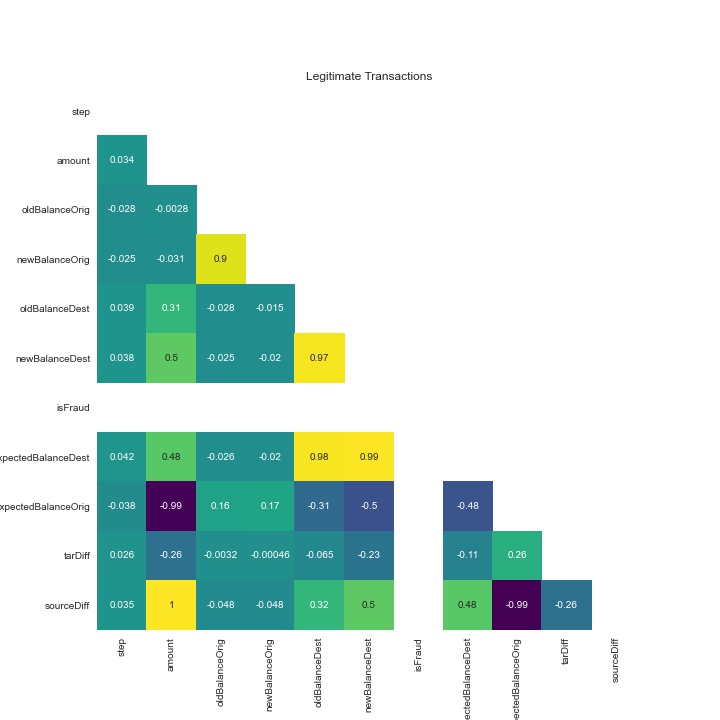 Legitimate Transactions
step
amount 0.034
oldBalanceOrig -0.028 -0.0028
newBalanceOrig -0.025 -0.031 0.9
oldBalanceDest 0.039 0.31 -0.028 -0.015
newBalanceDest 0.038 0.5 -0.025 -0.02 0.97
isFraud
xpectedBalanceDest 0.042 0.48 -0.026 -0.02 0.98 0.99
xpectedBalanceOrig -0.038 -0.99 0.16 0.17 -0.31 -0.5 -0.48
tarDiff 0.026 -0.26 -0.0032 -0.00046 -0.065 -0.23 -0.11 0.26
sourceDiff 0.035 1 -0.048 -0.048 0.32 0.5 0.48 -0.99 -0.26
step
amount
oldBalanceOrig
newBalanceOrig
oldBalanceDest
newBalanceDest
isFraud
ectedBalanceDest
ectedBalanceOrig
tarDiff
sourceDiff